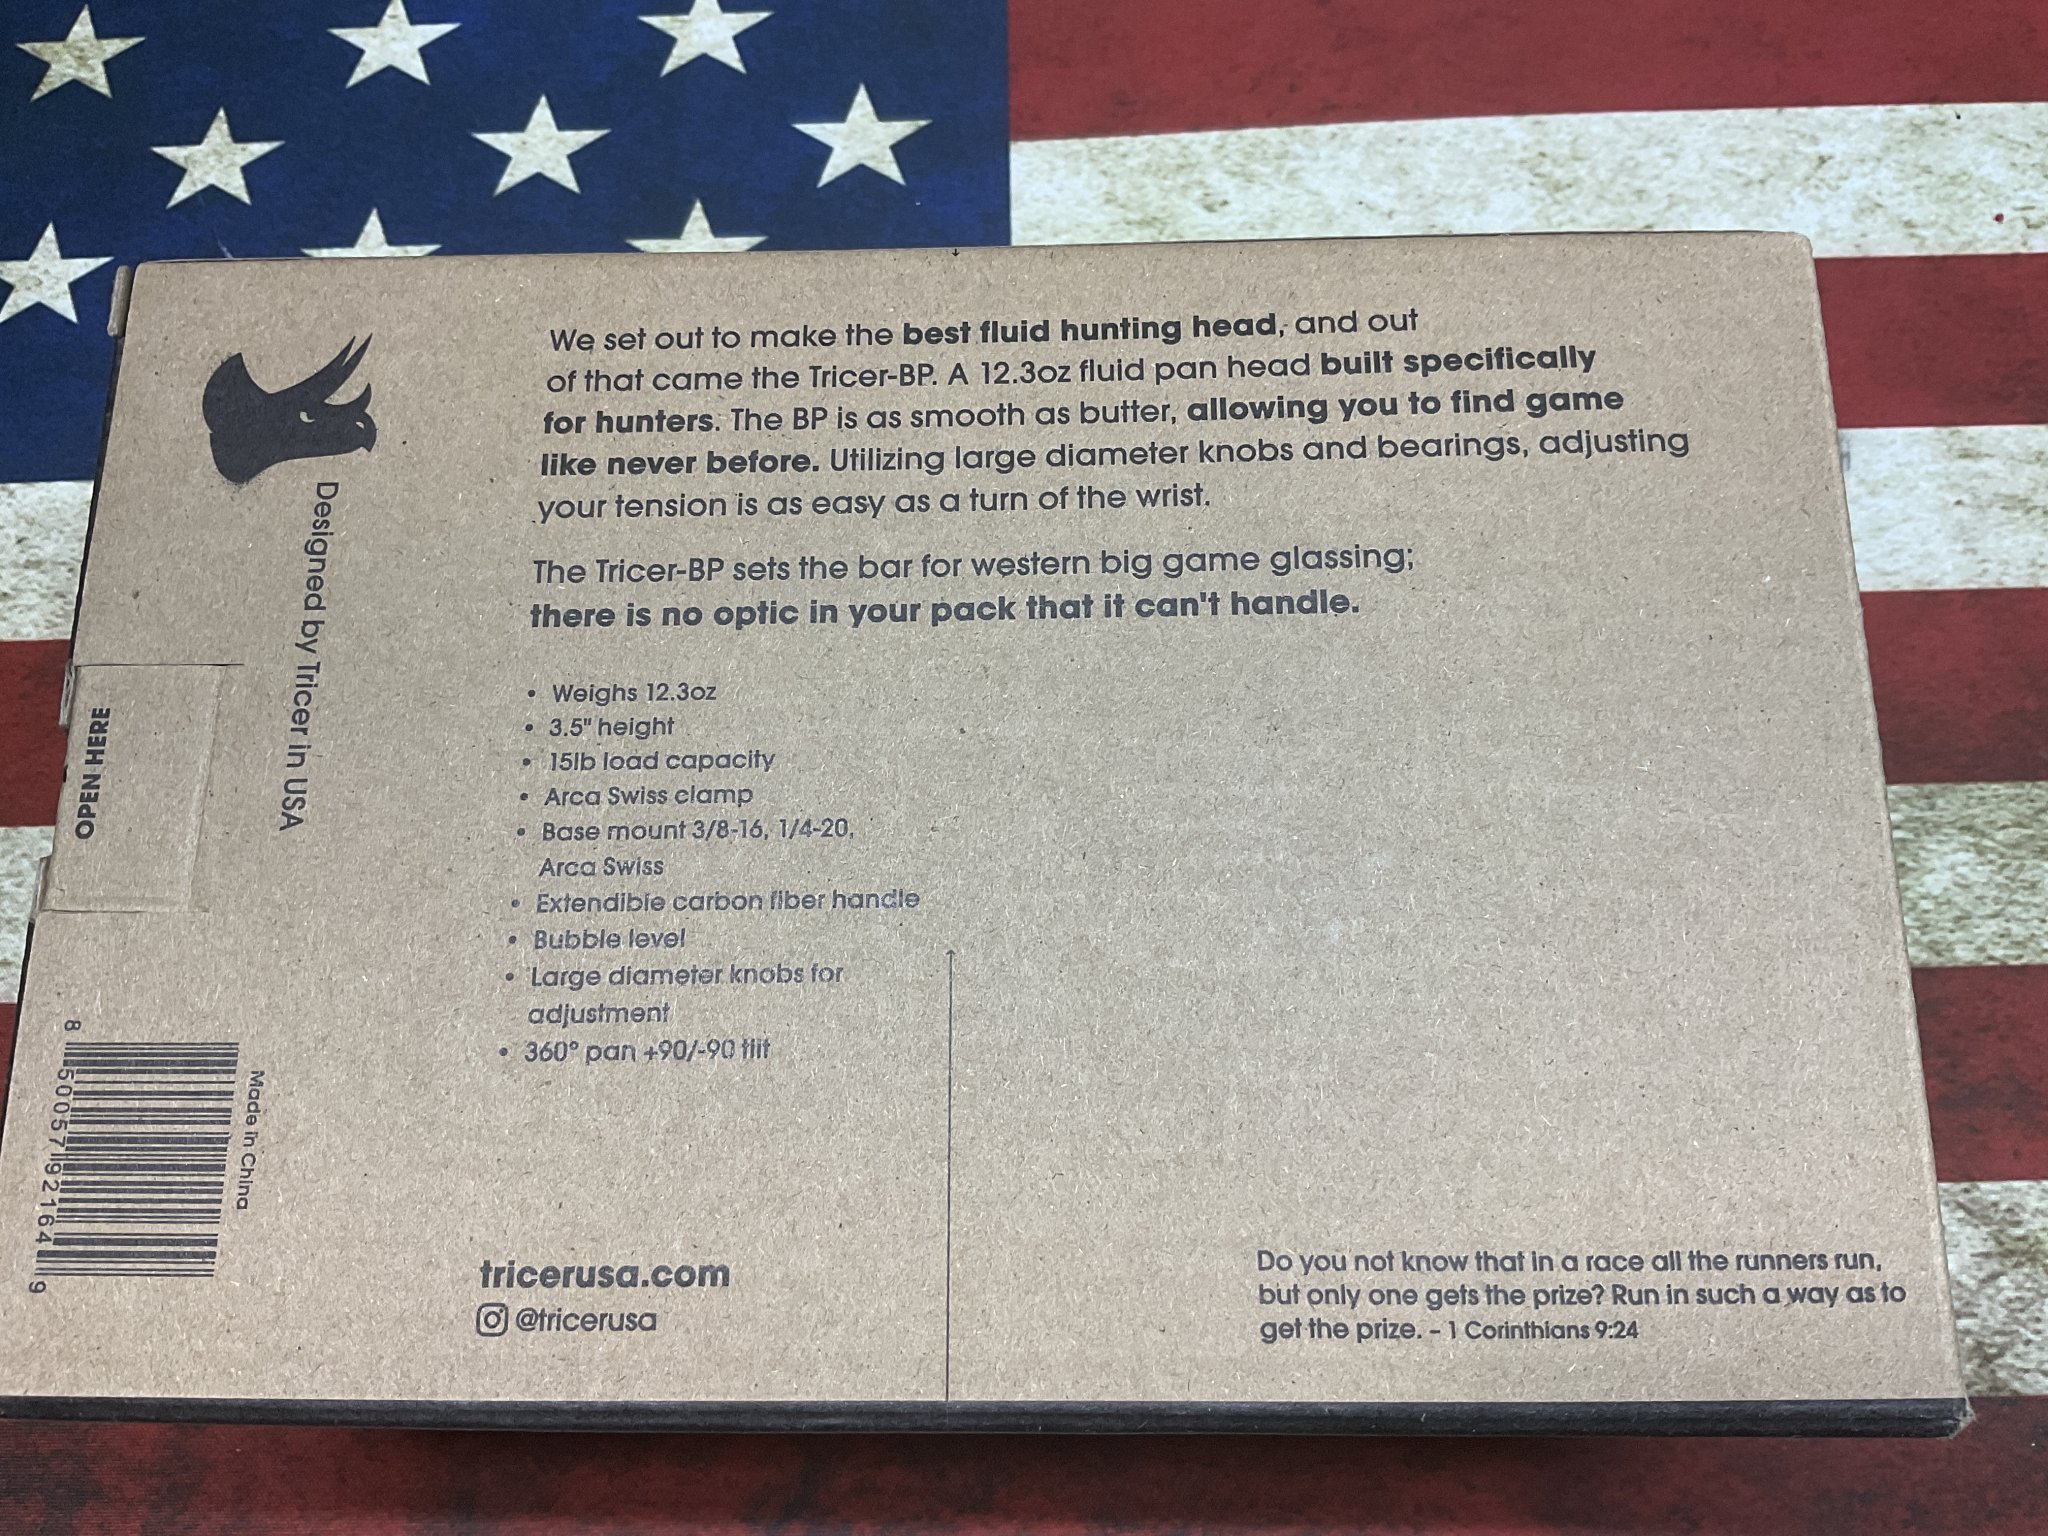 We set out to make the best fluid hunting head, and out
of that came the Tricer-BP. A 12.3oz fluid pan head built specifically
for hunters. The BP is as smooth as butter, allowing you to find game
like never before. Utilizing large diameter knobs and bearings, adjusting
your tension is as easy as a turn of the wrist.
The Tricer-BP sets the bar for western big game glassing;
there is no optic in your pack that it can't handle.
• Weighs 12.3oz
• 3.5" height
• 15lb load capacity
• Arca Swiss clamp
• Base mount 3/8-16, 1/4-20,
Arca Swiss
• Extendible carbon fiber handle
• Bubble level
• Large diameter knobs for
adjustment
• 360° pan +90/-90 tilt
Designed by Tricer in USA
OPEN HERE
Made in China
8 50057 92164 9
tricerusa.com
@tricerusa
Do you not know that in a race all the runners run,
but only one gets the prize? Run in such a way as to
get the prize. - 1 Corinthians 9:24